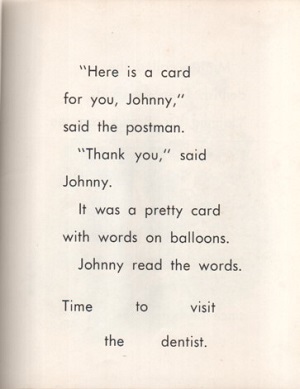 "Here is a card
for you, Johnny,"
said the postman.
"Thank you," said
Johnny.
It was a pretty card
with words on balloons.
Johnny read the words.
Time to visit
the dentist.